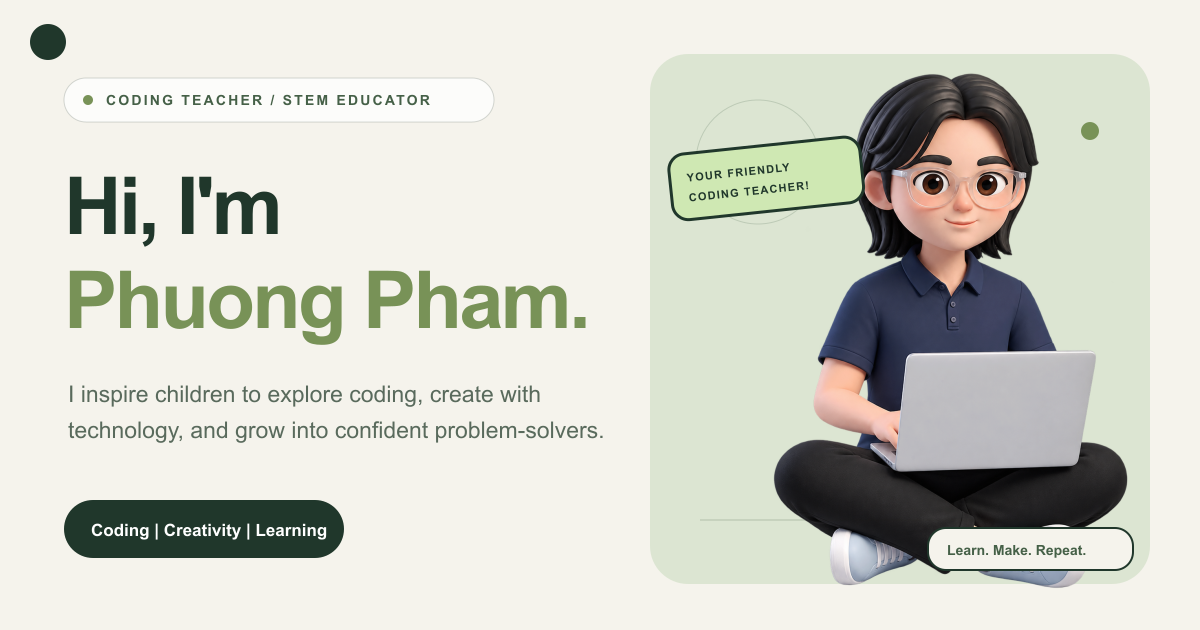 CODING TEACHER / STEM EDUCATOR
Hi, I'm
Phuong Pham.
I inspire children to explore coding, create with
technology, and grow into confident problem-solvers.
Coding | Creativity | Learning
YOUR FRIENDLY
CODING TEACHER!
Learn. Make. Repeat.